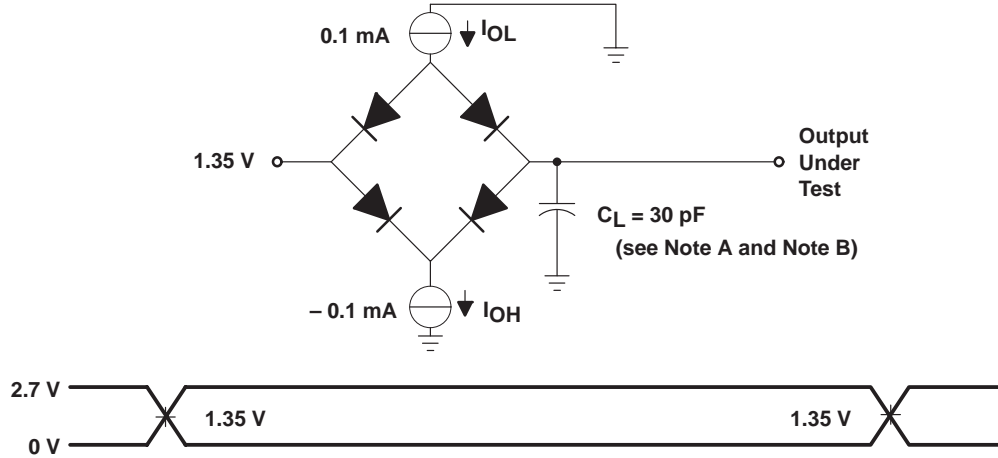 0.1 mA
IOL
1.35 V
Output
Under
Test
CL = 30 pF
(see Note A and Note B)
– 0.1 mA
IOH
2.7 V
1.35 V
1.35 V
0 V